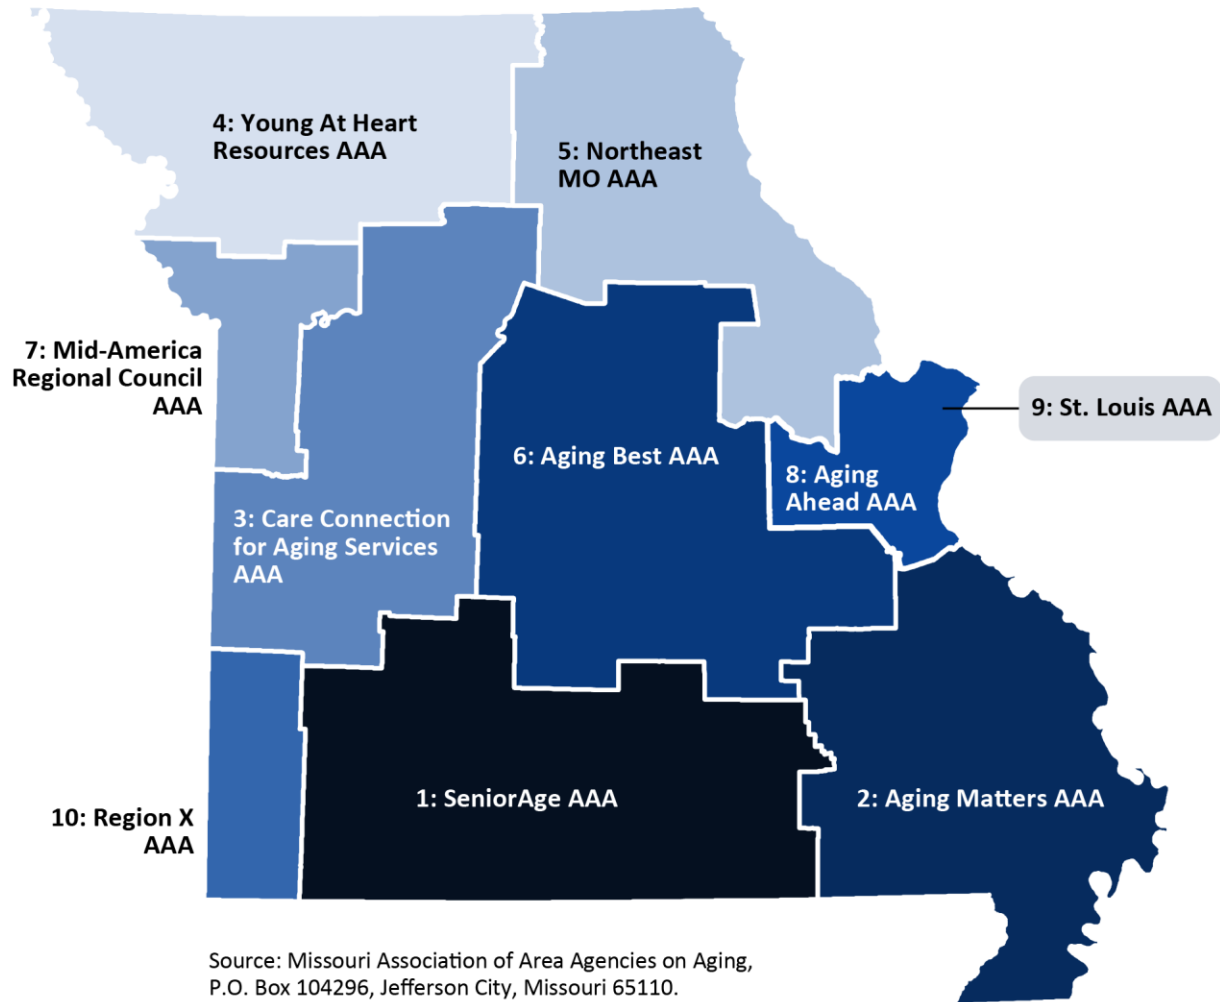 4: Young At Heart
Resources AAA
5: Northeast
MO AAA
7: Mid-America
Regional Council
AAA
9: St. Louis AAA
6: Aging Best AAA
8: Aging
Ahead AAA
3: Care Connection
for Aging Services
AAA
1: SeniorAge AAA
2: Aging Matters AAA
10: Region X
AAA
Source: Missouri Association of Area Agencies on Aging,
P.O. Box 104296, Jefferson City, Missouri 65110.